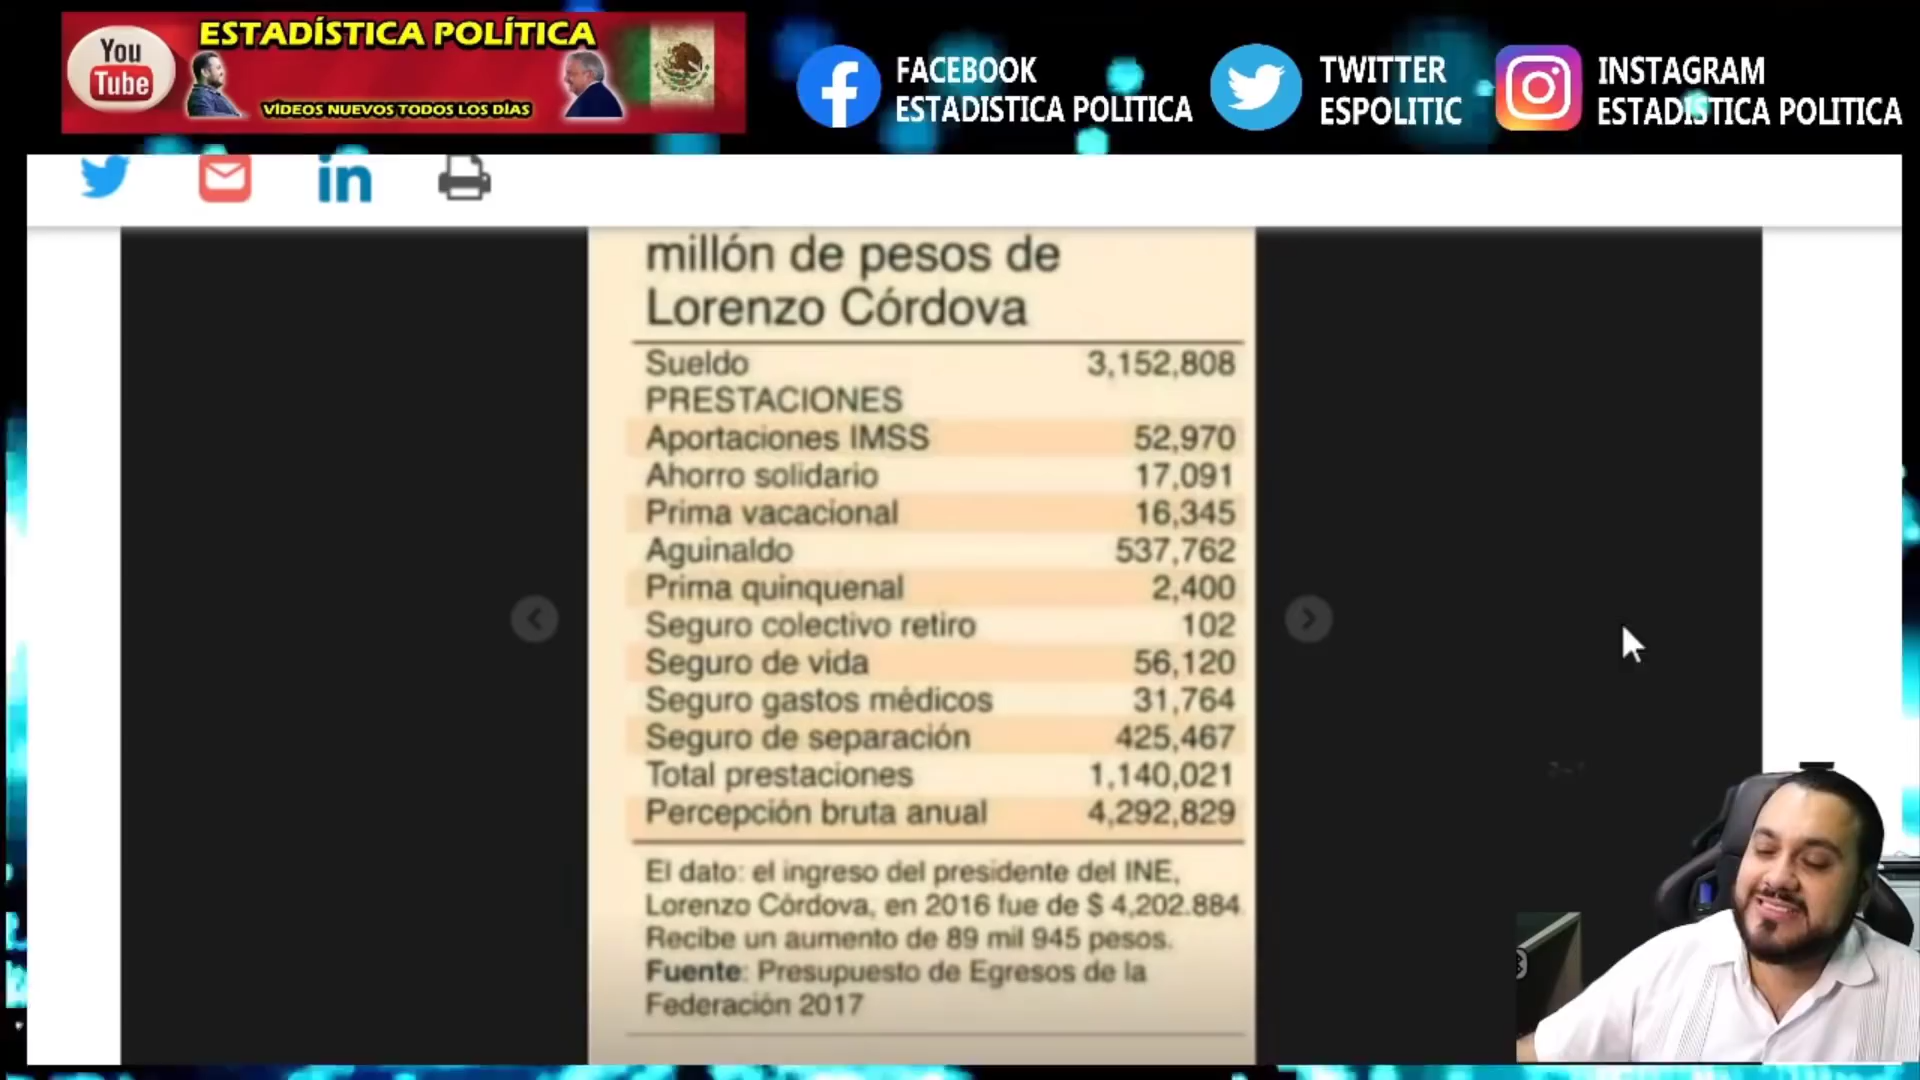 You
Tube
ESTADÍSTICA POLÍTICA
VÍDEOS NUEVOS TODOS LOS DÍAS
FACEBOOK
ESTADISTICA POLITICA
TWITTER
ESPOLITIC
INSTAGRAM
ESTADISTICA POLITICA
in
millón de pesos de
Lorenzo Córdova
Sueldo 3,152,808
PRESTACIONES
Aportaciones IMSS 52,970
Ahorro solidario 17,091
Prima vacacional 16,345
Aguinaldo 537,762
Prima quinquenal 2,400
Seguro colectivo retiro 102
Seguro de vida 56,120
Seguro gastos médicos 31,764
Seguro de separación 425,467
Total prestaciones 1,140,021
Percepción bruta anual 4,292,829
El dato: el ingreso del presidente del INE,
Lorenzo Córdova, en 2016 fue de $ 4,202.884
Recibe un aumento de 89 mil 945 pesos.
Fuente: Presupuesto de Egresos de la
Federación 2017